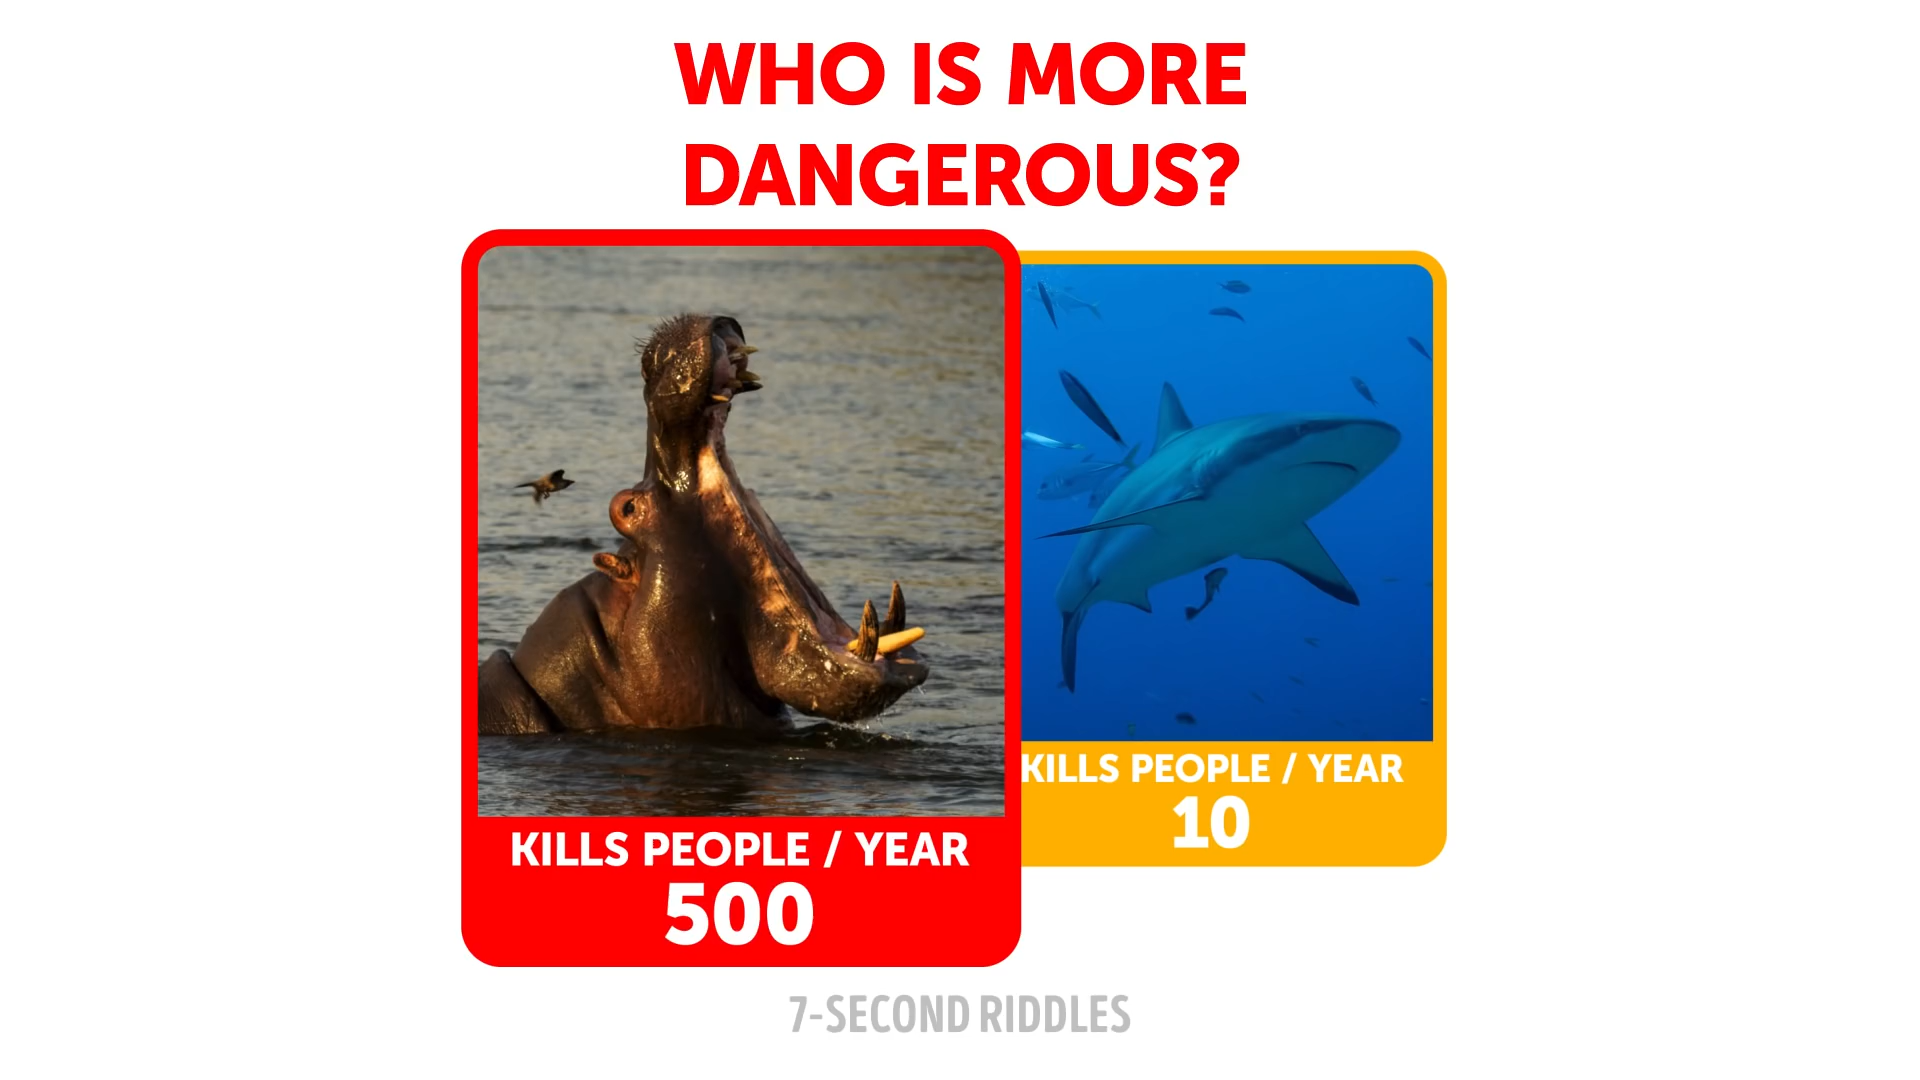 WHO IS MORE
DANGEROUS?
KILLS PEOPLE / YEAR
500
KILLS PEOPLE / YEAR
10
7-SECOND RIDDLES